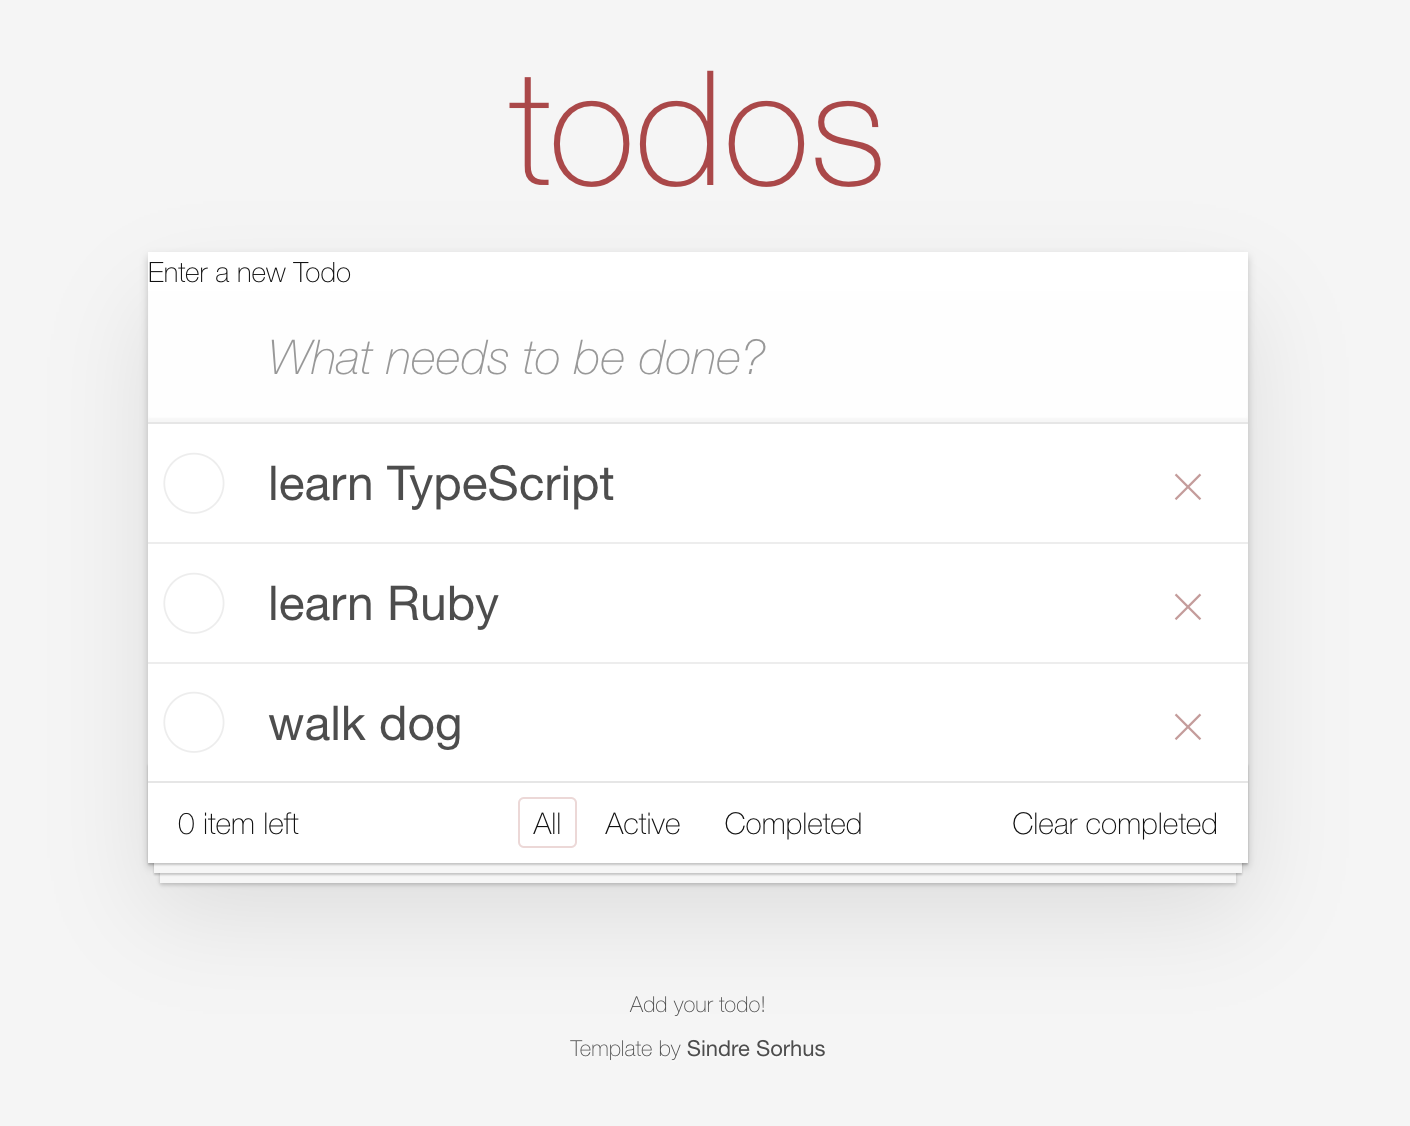 todos
Enter a new Todo
What needs to be done?
learn TypeScript
learn Ruby
walk dog
0 item left All Active Completed Clear completed
Add your todo!
Template by Sindre Sorhus